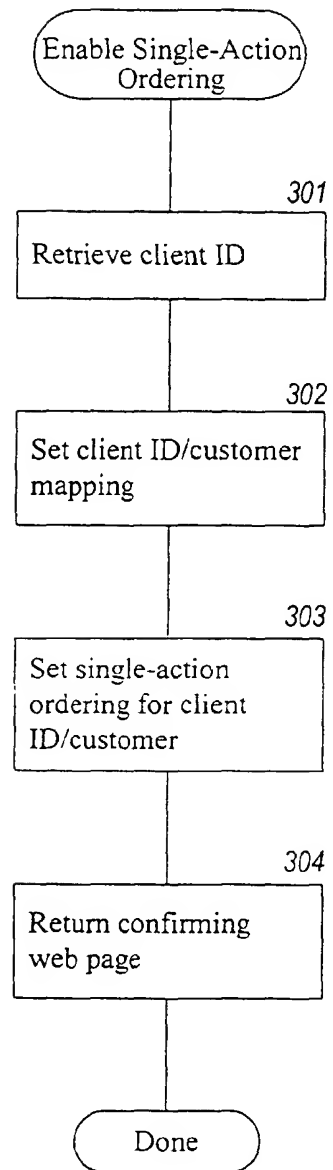 Enable Single-Action
Ordering
301
Retrieve client ID
302
Set client ID/customer
mapping
303
Set single-action
ordering for client
ID/customer
304
Return confirming
web page
Done